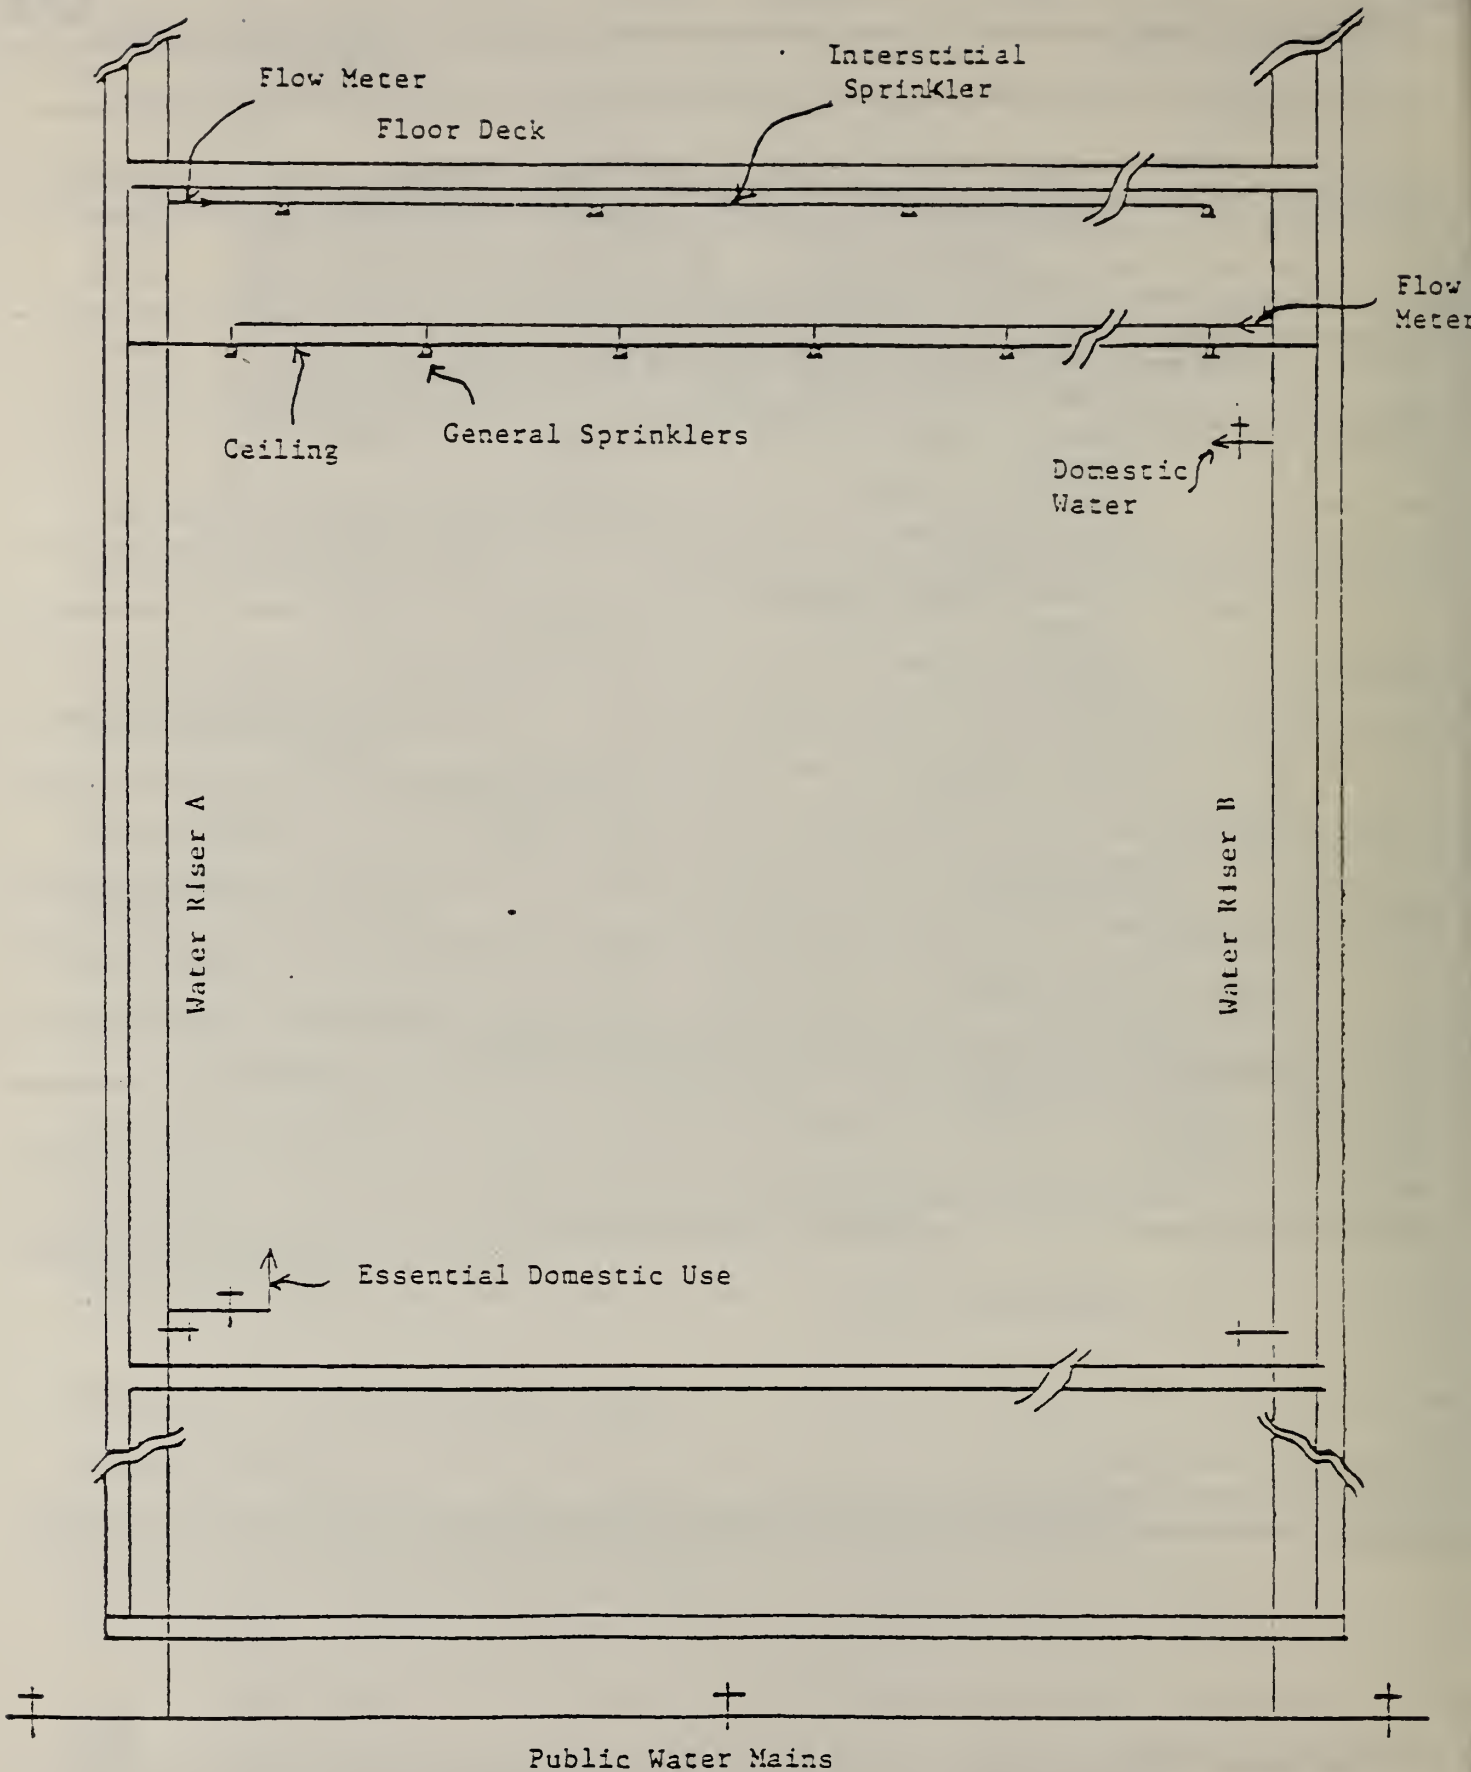 Interstitial
Sprinkler
Flow Meter
Floor Deck
Flow
Meter
General Sprinklers
Ceiling
Domestic
Water
Water Riser A
Water Riser B
Essential Domestic Use
Public Water Mains